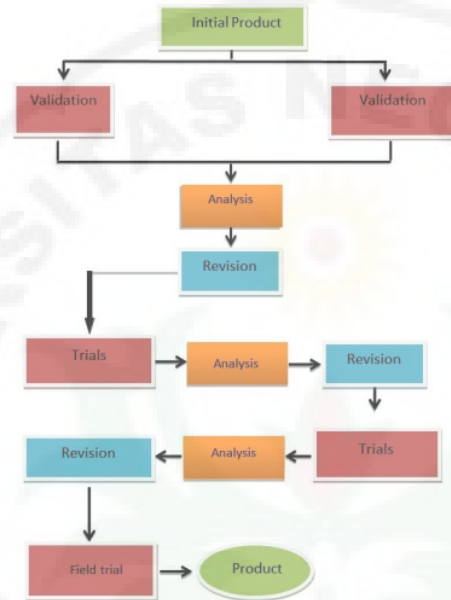 Initial Product
Validation
Validation
Analysis
Revision
Trials
Analysis
Revision
Trials
Analysis
Revision
Field trial
Product